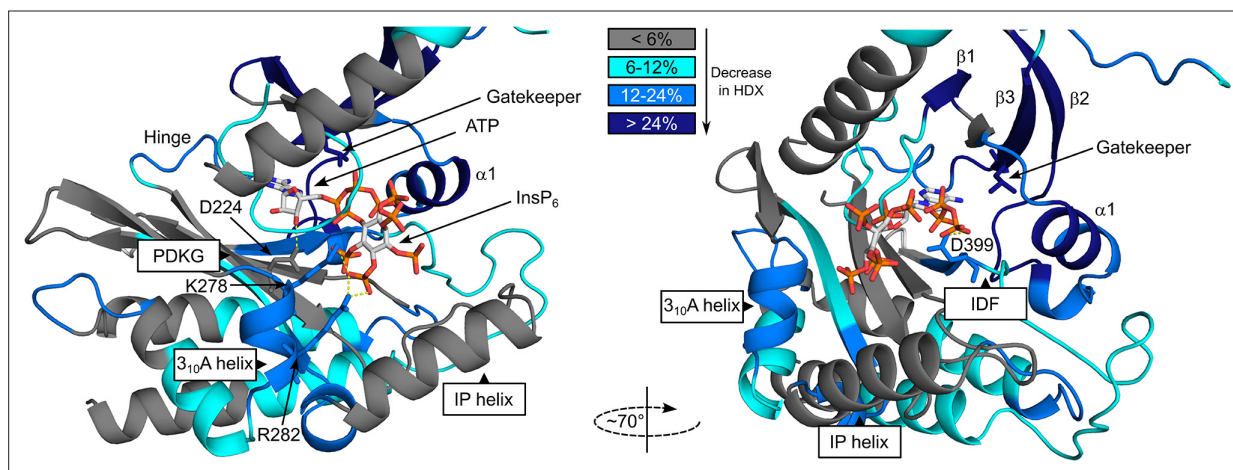 Gatekeeper
ATP
Hinge
α1
InsP6
D224
PDKG
K278
3₁₀A helix
IP helix
R282
< 6%
6-12%
12-24%
> 24%
Decrease
in HDX
~70°
β1
β3
β2
Gatekeeper
α1
D399
IDF
3₁₀A helix
IP helix